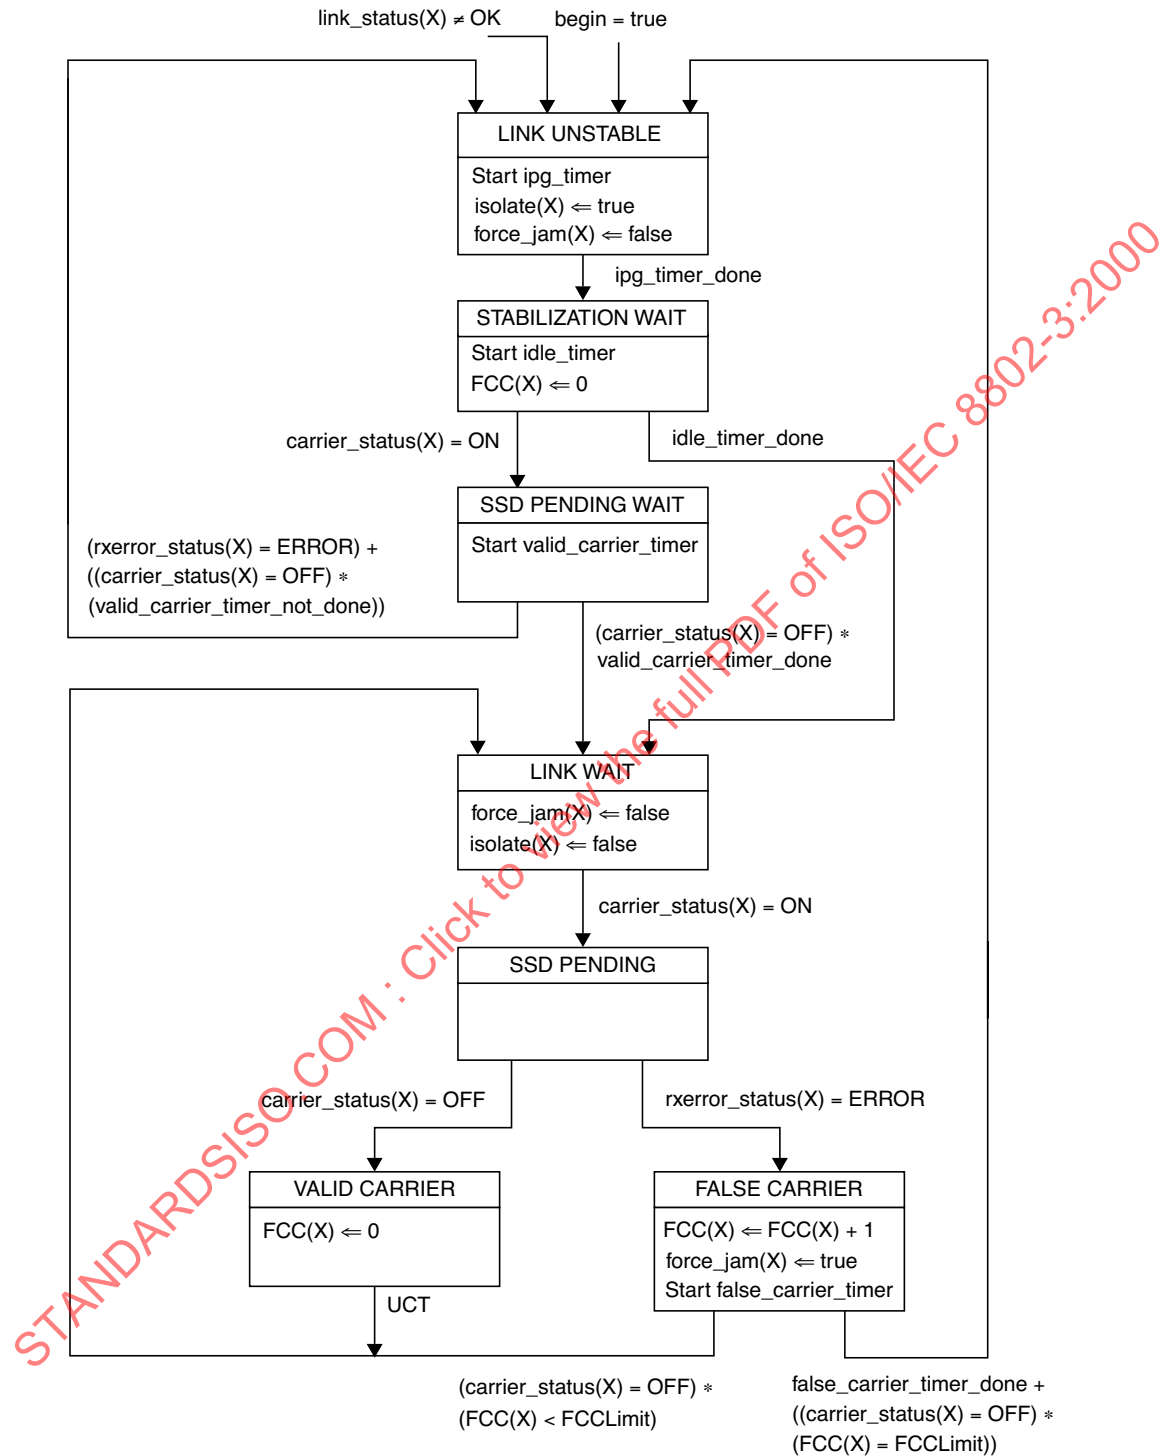 link_status(X) ≠ OK
begin = true
LINK UNSTABLE
Start ipg_timer
isolate(X) ⇐ true
force_jam(X) ⇐ false
ipg_timer_done
STABILIZATION WAIT
Start idle_timer
FCC(X) ⇐ 0
carrier_status(X) = ON
idle_timer_done
SSD PENDING WAIT
Start valid_carrier_timer
(rxerror_status(X) = ERROR) +
((carrier_status(X) = OFF) *
(valid_carrier_timer_not_done))
(carrier_status(X) = OFF) *
valid_carrier_timer_done
LINK WAIT
force_jam(X) ⇐ false
isolate(X) ⇐ false
carrier_status(X) = ON
SSD PENDING
carrier_status(X) = OFF
rxerror_status(X) = ERROR
VALID CARRIER
FCC(X) ⇐ 0
UCT
FALSE CARRIER
FCC(X) ⇐ FCC(X) + 1
force_jam(X) ⇐ true
Start false_carrier_timer
(carrier_status(X) = OFF) *
(FCC(X) < FCCLimit)
false_carrier_timer_done +
((carrier_status(X) = OFF) *
(FCC(X) = FCCLimit))
STANDARDSISO.COM : Click to view the full PDF of ISO/IEC 8802-3:2000